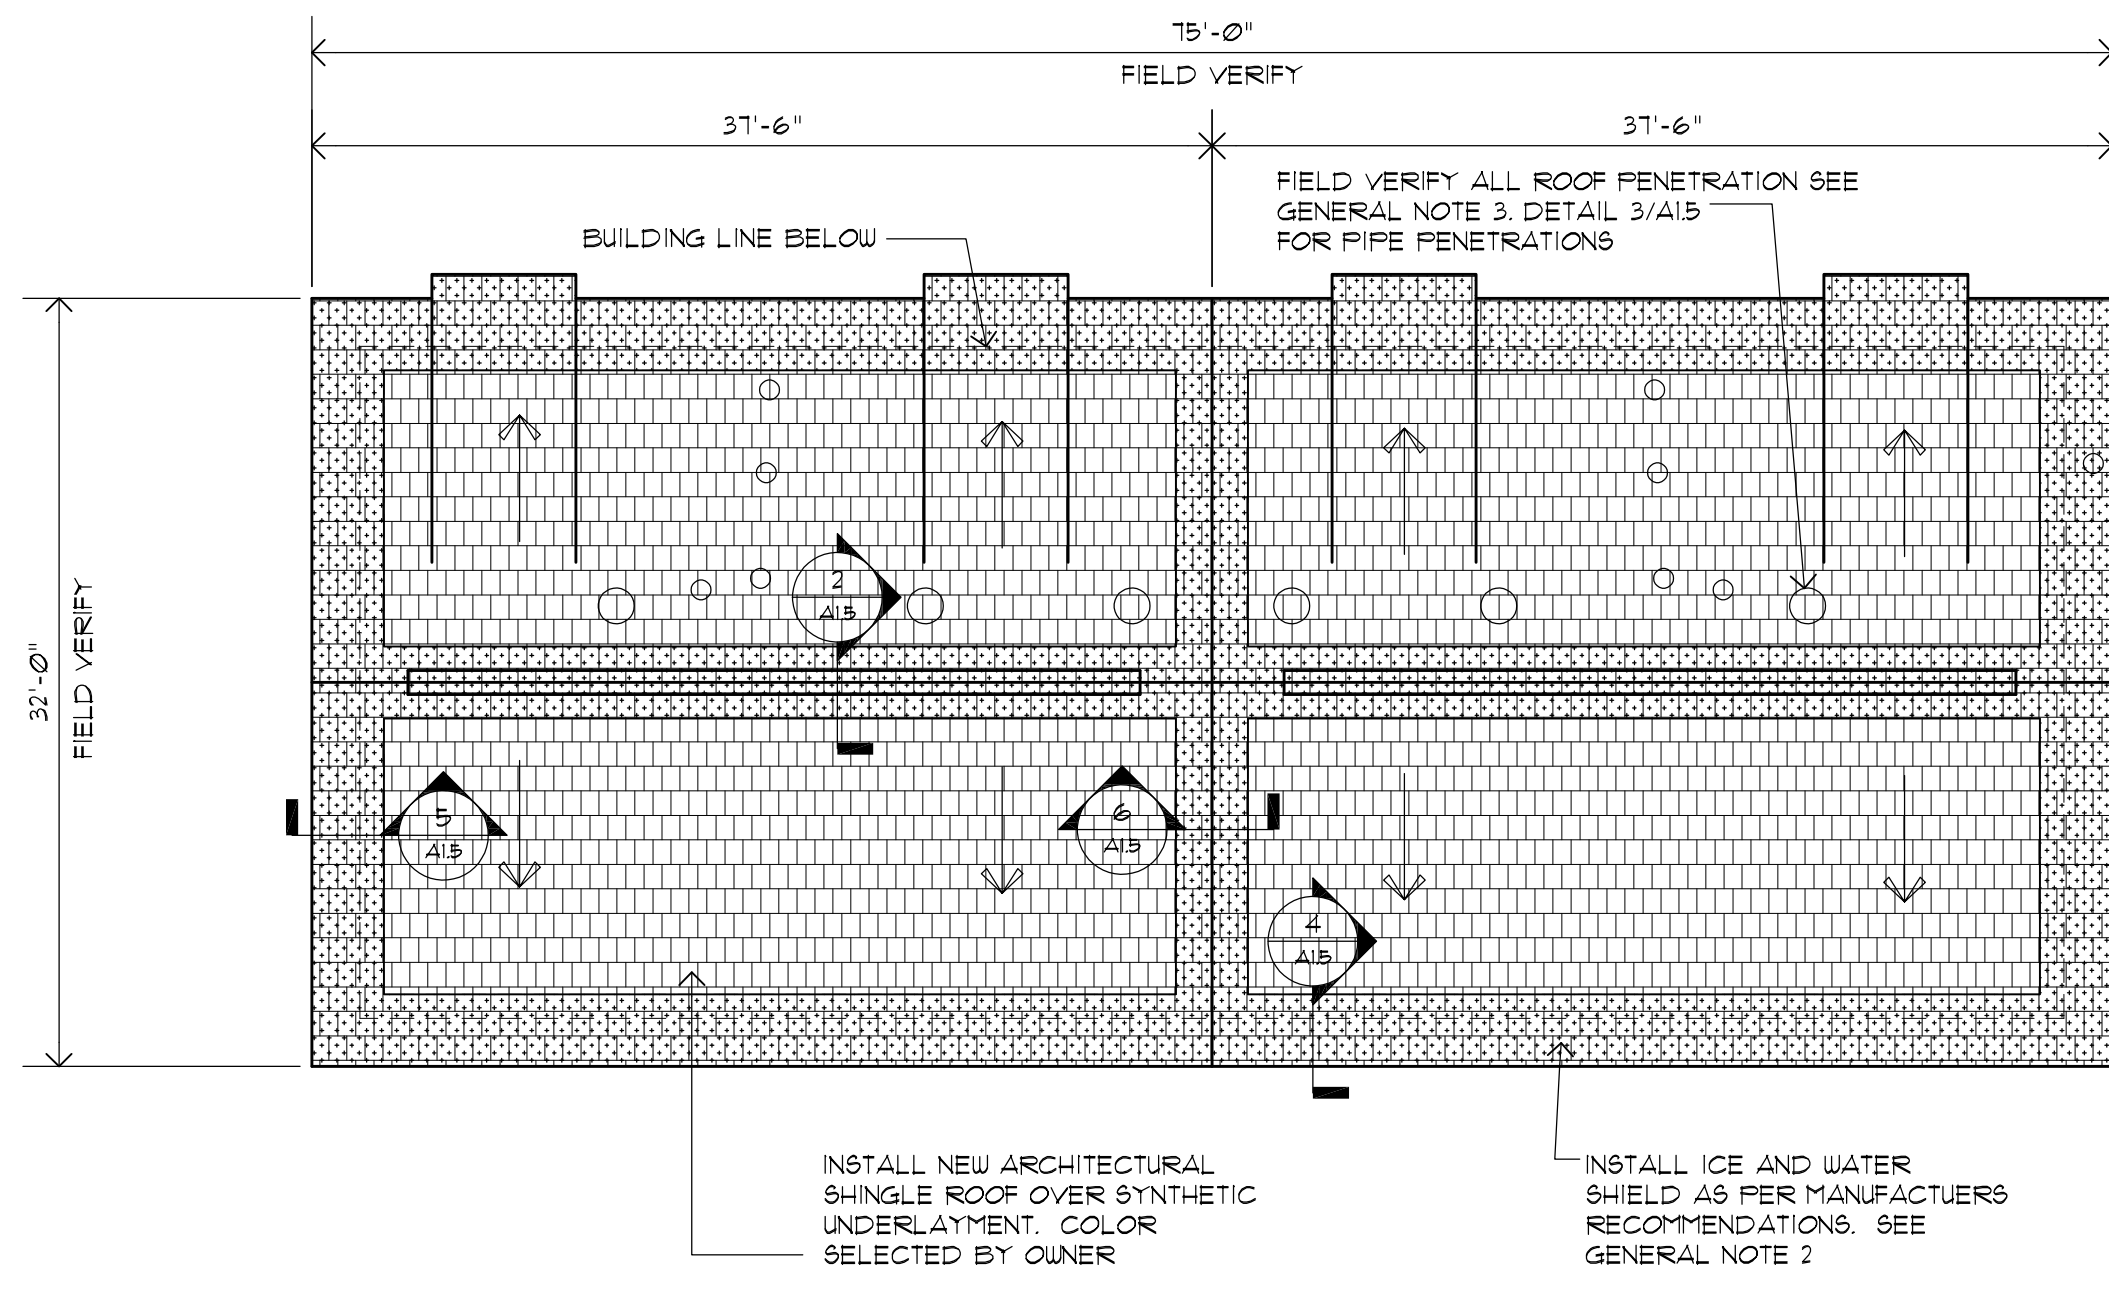 75'-0"
FIELD VERIFY
37'-6"
37'-6"
FIELD VERIFY ALL ROOF PENETRATION SEE
GENERAL NOTE 3. DETAIL 3/A1.5
FOR PIPE PENETRATIONS
BUILDING LINE BELOW
32'-0"
FIELD VERIFY
2
A1.5
5
A1.5
6
A1.5
4
A1.5
INSTALL NEW ARCHITECTURAL
SHINGLE ROOF OVER SYNTHETIC
UNDERLAYMENT. COLOR
SELECTED BY OWNER
INSTALL ICE AND WATER
SHIELD AS PER MANUFACTUERS
RECOMMENDATIONS. SEE
GENERAL NOTE 2